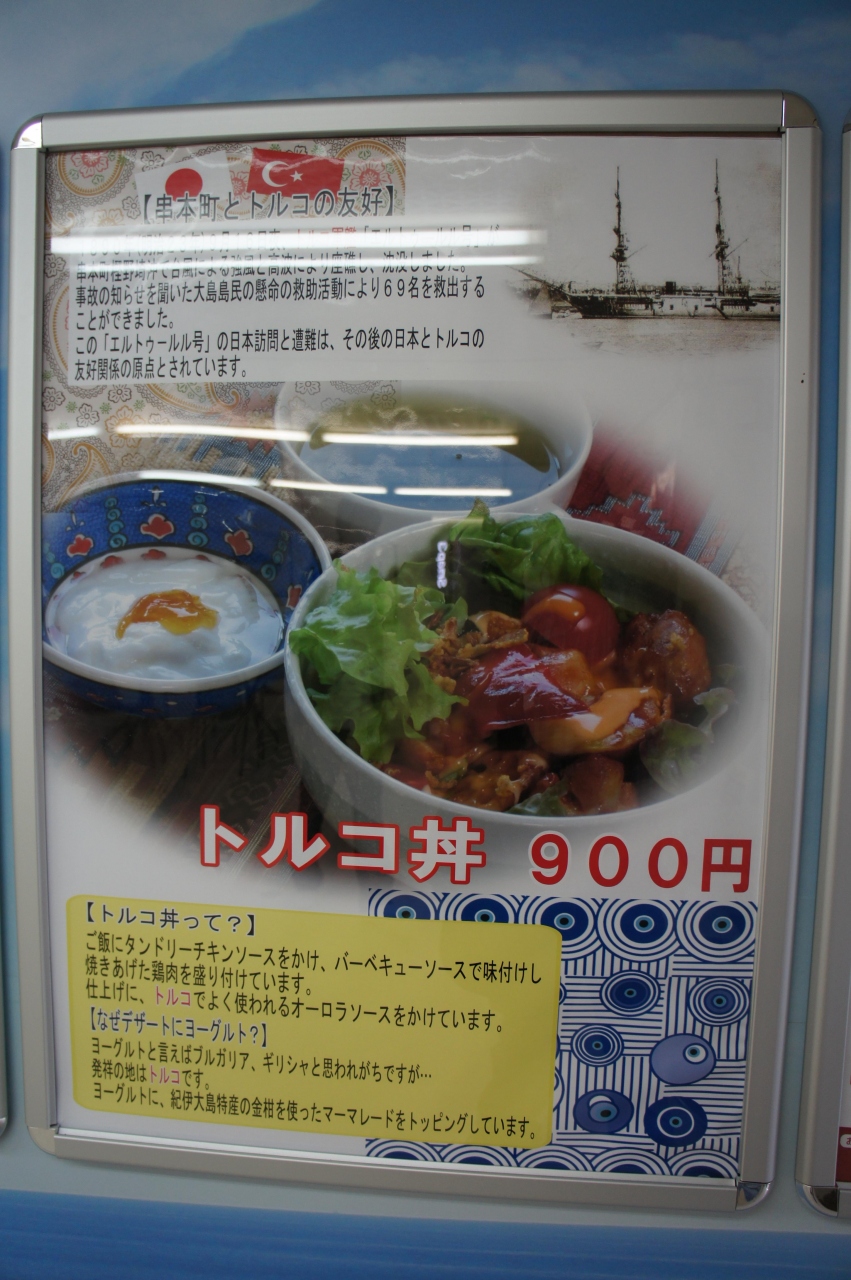 【串本町とトルコの友好】
串本町樫野崎沖で台風による強風と高波により座礁し、沈没しました。
事故の知らせを聞いた大島島民の懸命の救助活動により69名を救出する
ことができました。
この「エルトゥールル号」の日本訪問と遭難は、その後の日本とトルコの
友好関係の原点とされています。
トルコ丼 900円
【トルコ丼って?】
ご飯にタンドリーチキンソースをかけ、バーベキューソースで味付けし
焼きあげた鶏肉を盛り付けています。
仕上げに、トルコでよく使われるオーロラソースをかけています。
【なぜデザートにヨーグルト?】
ヨーグルトと言えばブルガリア、ギリシャと思われがちですが…
発祥の地はトルコです。
ヨーグルトに、紀伊大島特産の金柑を使ったマーマレードをトッピングしています。